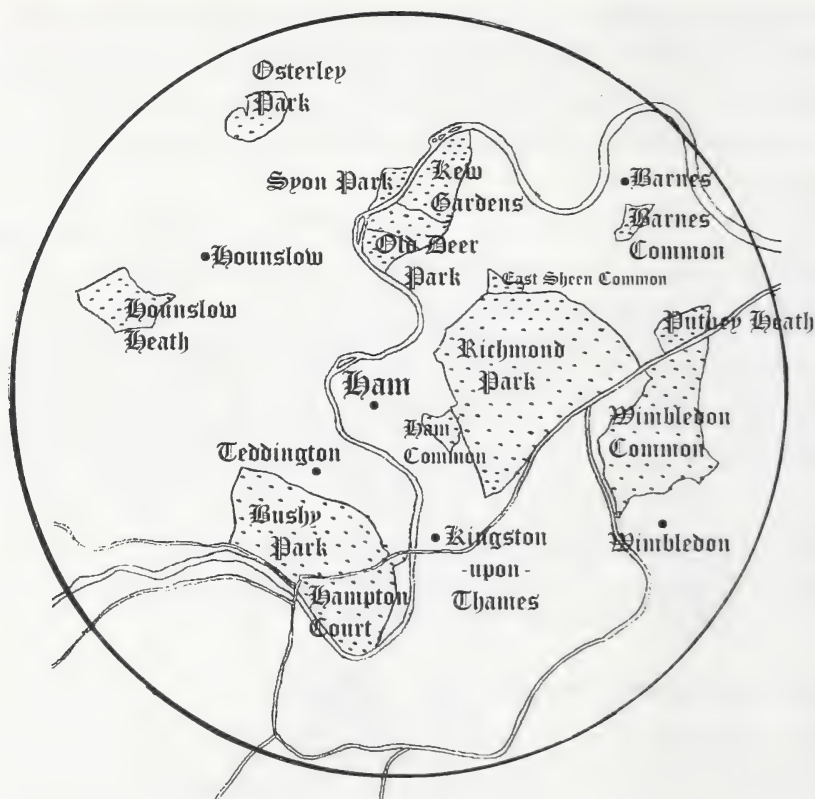 Osterley
Park
Syon Park
Kew
Gardens
Barnes
Barnes
Common
Old Deer
Park
Hounslow
East Sheen Common
Hounslow
Heath
Putney Heath
Richmond
Park
Ham
Ham
Common
Wimbledon
Common
Teddington
Bushy
Park
Kingston
-upon-
Thames
Wimbledon
Hampton
Court